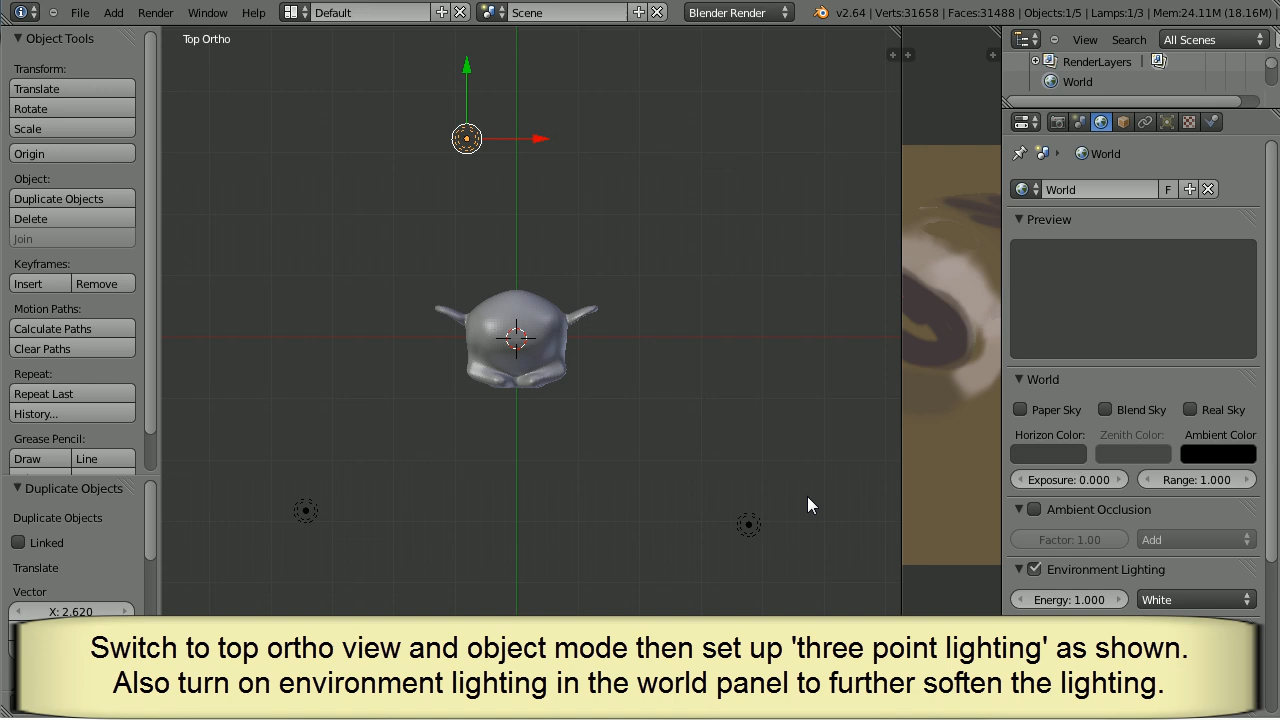 File Add Render Window Help Default Scene Blender Render v2.64 | Verts:31658 | Faces:31488 | Objects:1/5 | Lamps:1/3 | Mem:24.11M (18.16M) |
Object Tools
Transform:
Translate
Rotate
Scale
Origin
Object:
Duplicate Objects
Delete
Join
Keyframes:
Insert Remove
Motion Paths:
Calculate Paths
Clear Paths
Repeat:
Repeat Last
History...
Grease Pencil:
Draw Line
Duplicate Objects
Duplicate Objects
Linked
Translate
Vector
X: 2.620
Top Ortho
View Search All Scenes
RenderLayers
World
World
World F
Preview
World
Paper Sky Blend Sky Real Sky
Horizon Color: Zenith Color: Ambient Color
Exposure: 0.000 Range: 1.000
Ambient Occlusion
Factor: 1.00 Add
Environment Lighting
Energy: 1.000 White
Switch to top ortho view and object mode then set up 'three point lighting' as shown.
Also turn on environment lighting in the world panel to further soften the lighting.